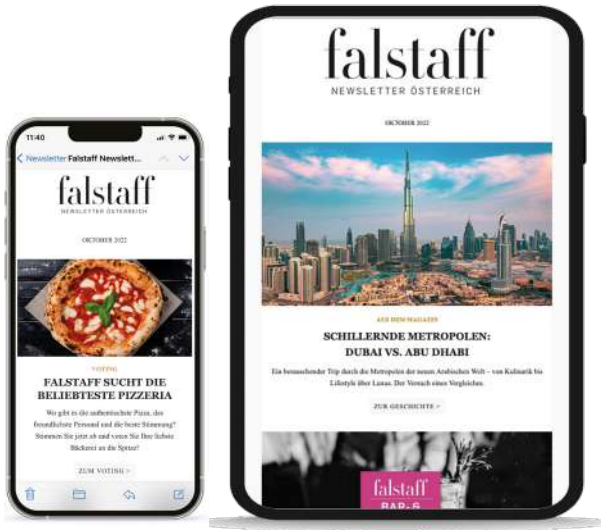 11:40
Newsletter Falstaff Newslett...
falstaff
NEWSLETTER ÖSTERREICH
OKTOBER 2022
VOTING
FALSTAFF SUCHT DIE
BELIEBTESTE PIZZERIA
Wo gibt es die authentischste Pizza, das
freundlichste Personal und die beste Stimmung?
Stimmen Sie jetzt ab und voten Sie Ihre liebste
Bäckerei an die Spitze!
ZUM VOTING >
falstaff
NEWSLETTER ÖSTERREICH
OKTOBER 2022
AUS DEM MAGAZIN
SCHILLERNDE METROPOLEN:
DUBAI VS. ABU DHABI
Ein berauschender Trip durch die Metropolen der neuen Arabischen Welt – von Kulinarik bis
Lifestyle über Luxus. Der Versuch eines Vergleiches.
ZUR GESCHICHTE >
falstaff
BAR- &